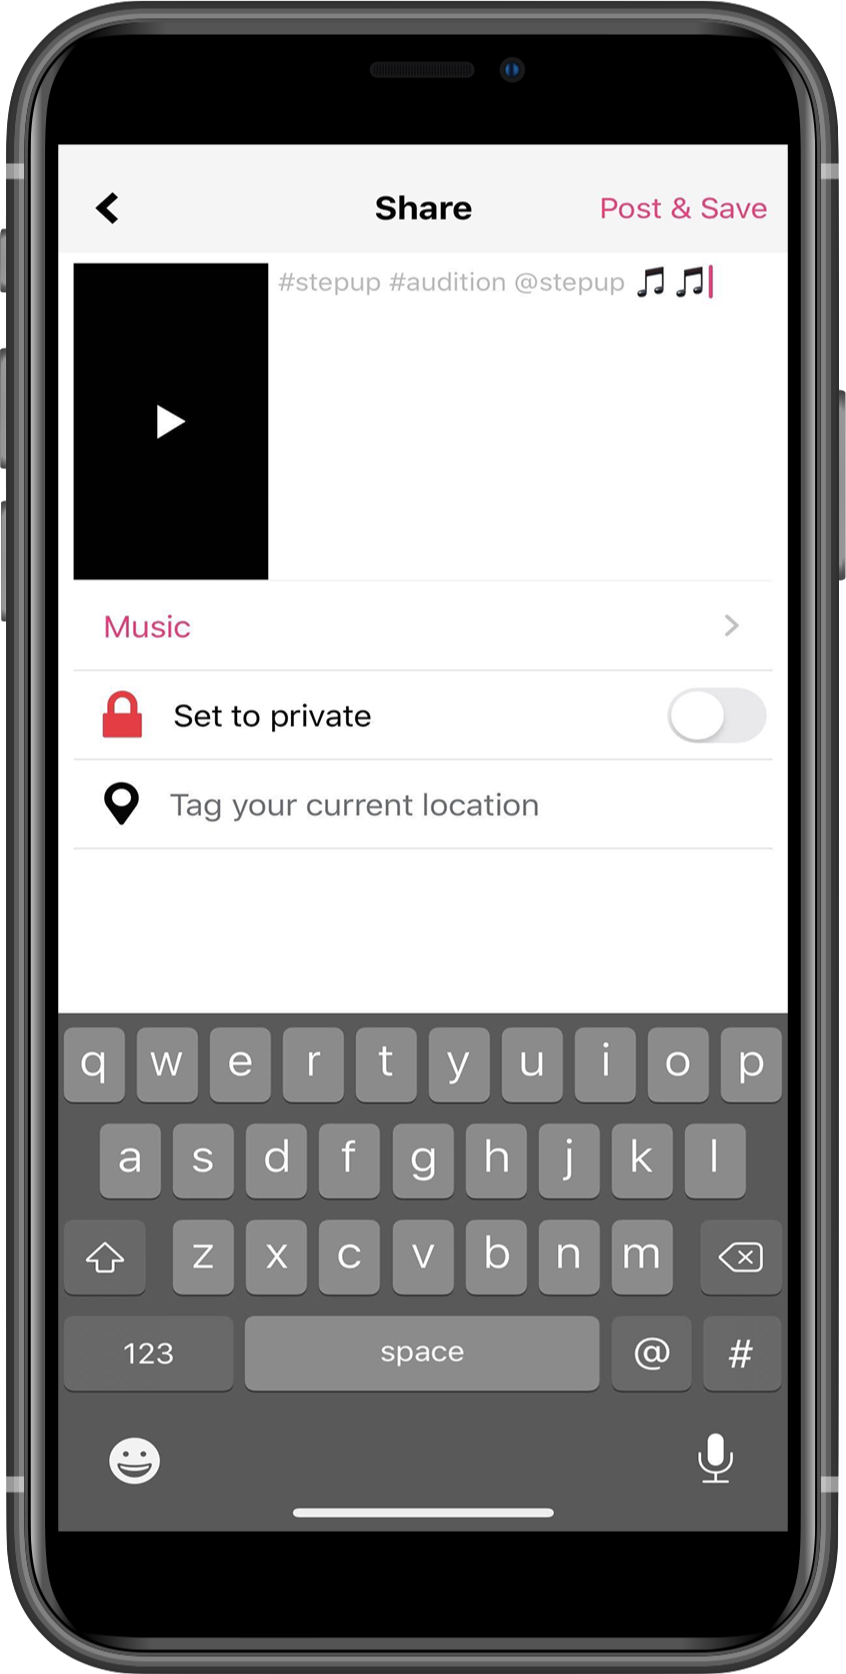 Share
Post & Save
#stepup #audition @stepup 🎵 🎵
Music
Set to private
Tag your current location
q w e r t y u i o p
a s d f g h j k l
z x c v b n m
123 space @ #